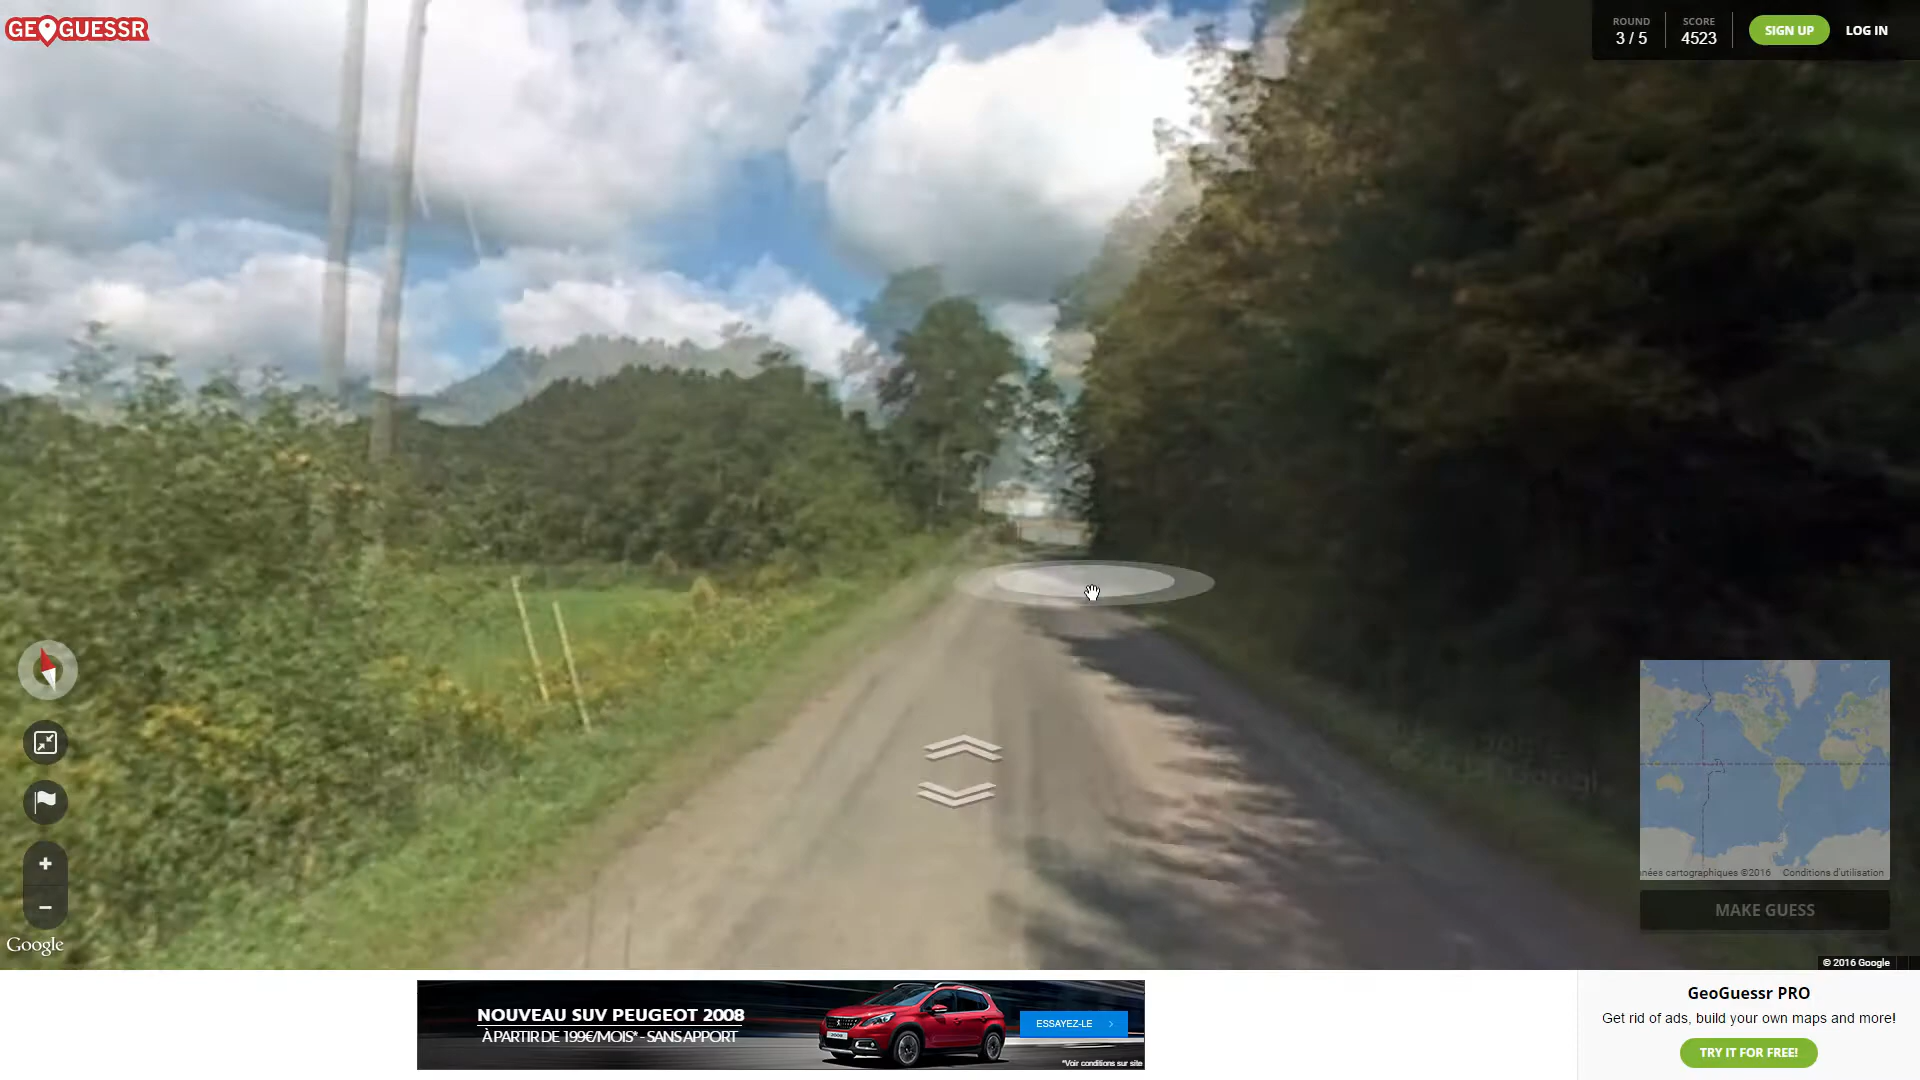 GEOGUESSR
ROUND
3 / 5
SCORE
4523
SIGN UP
LOG IN
nées cartographiques ©2016 Conditions d'utilisation
MAKE GUESS
Google
© 2016 Google
NOUVEAU SUV PEUGEOT 2008
À PARTIR DE 199€/MOIS* - SANS APPORT
ESSAYEZ-LE
*Voir conditions sur site
GeoGuessr PRO
Get rid of ads, build your own maps and more!
TRY IT FOR FREE!